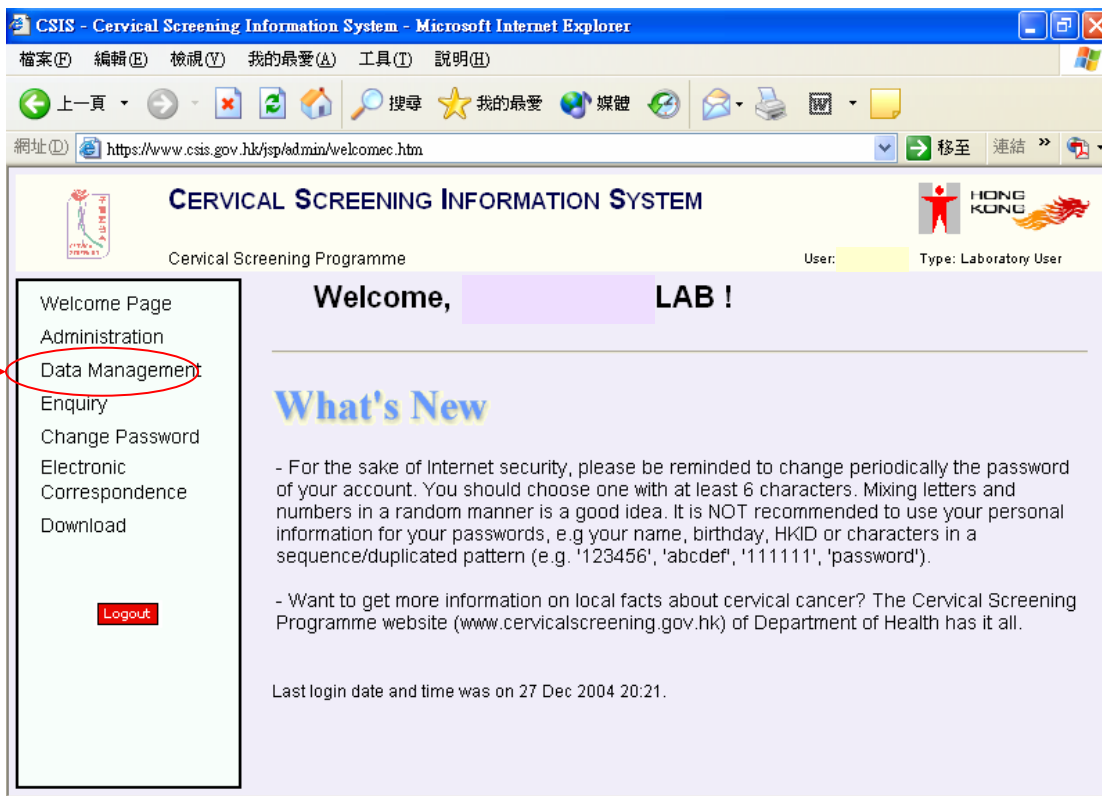 CSIS - Cervical Screening Information System - Microsoft Internet Explorer
檔案(F) 編輯(E) 檢視(V) 我的最愛(A) 工具(T) 說明(H)
上一頁 搜尋 我的最愛 媒體
網址(D) https://www.csis.gov.hk/jsp/admin/welcomec.htm 移至 連結 »
CERVICAL SCREENING INFORMATION SYSTEM
HONG
KONG
Cervical Screening Programme User: Type: Laboratory User
Welcome, LAB !
Welcome Page
Administration
Data Management
Enquiry
Change Password
Electronic
Correspondence
Download
Logout
What's New
- For the sake of Internet security, please be reminded to change periodically the password
of your account. You should choose one with at least 6 characters. Mixing letters and
numbers in a random manner is a good idea. It is NOT recommended to use your personal
information for your passwords, e.g your name, birthday, HKID or characters in a
sequence/duplicated pattern (e.g. '123456', 'abcdef', '111111', 'password').
- Want to get more information on local facts about cervical cancer? The Cervical Screening
Programme website (www.cervicalscreening.gov.hk) of Department of Health has it all.
Last login date and time was on 27 Dec 2004 20:21.